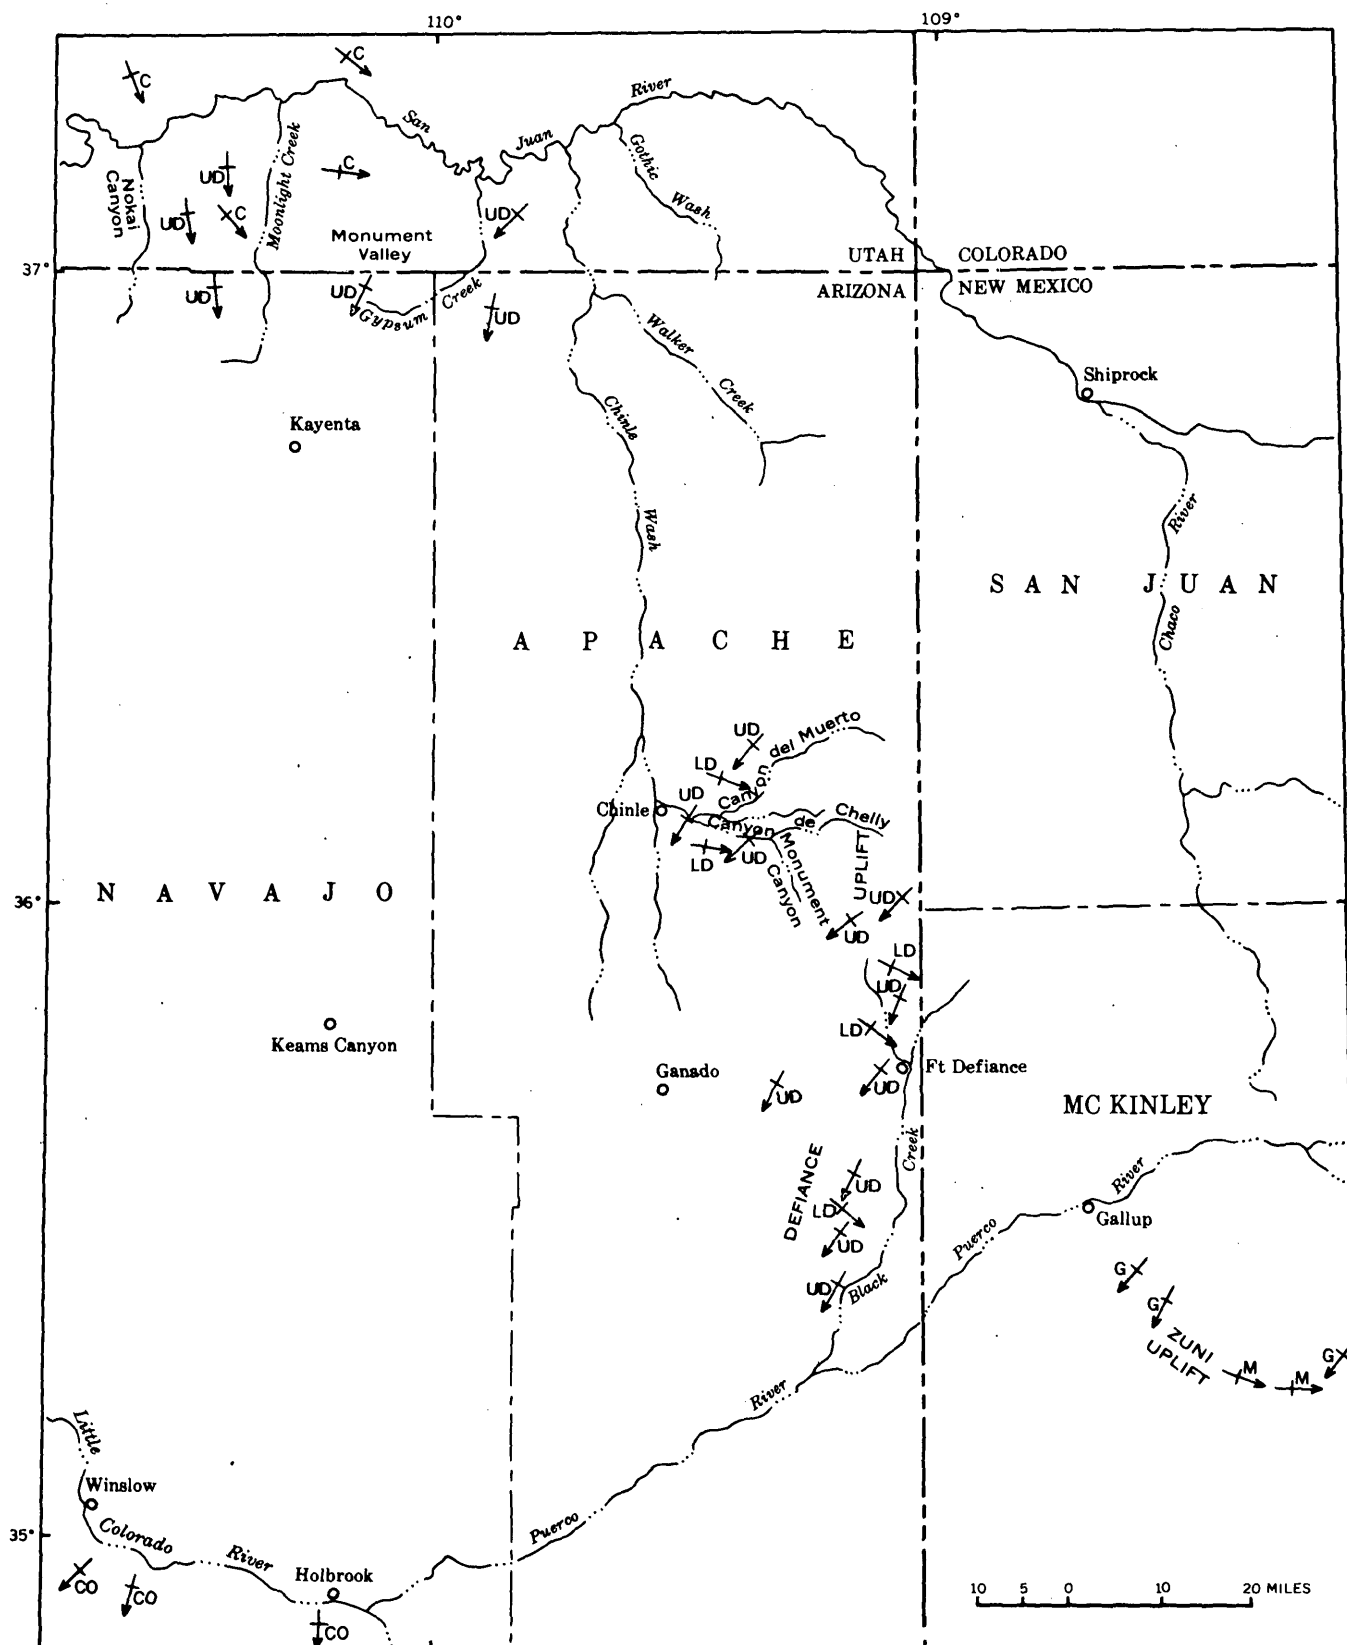 110° 109°
C
C
River
San
Juan
Moonlight Creek
Gothic
C
UD
Nokai
Canyon
Wash
UD
C
UD
Monument
Valley
UTAH COLORADO
37°
ARIZONA NEW MEXICO
UD
UD
Gypsum Creek
UD
Walker
Creek
Shiprock
Chinle
Kayenta
Wash
River
SAN JUAN
Chaco
APACHE
UD
Canyon del Muerto
LD
UD
Chinle
Canyon de Chelly
LD
UD
Monument
Canyon
UPLIFT
NAVAJO
36°
UD
UD
LD
UD
LD
Keams Canyon
Ft Defiance
Ganado
UD
UD
MC KINLEY
Creek
DEFIANCE
UD
River
LD
Gallup
UD
Puerco
UD
Black
G
G
ZUNI
UPLIFT
G
M
M
River
Little
Winslow
Puerco
35°
Colorado
River
Holbrook
CO
CO
CO
10 5 0 10 20 MILES